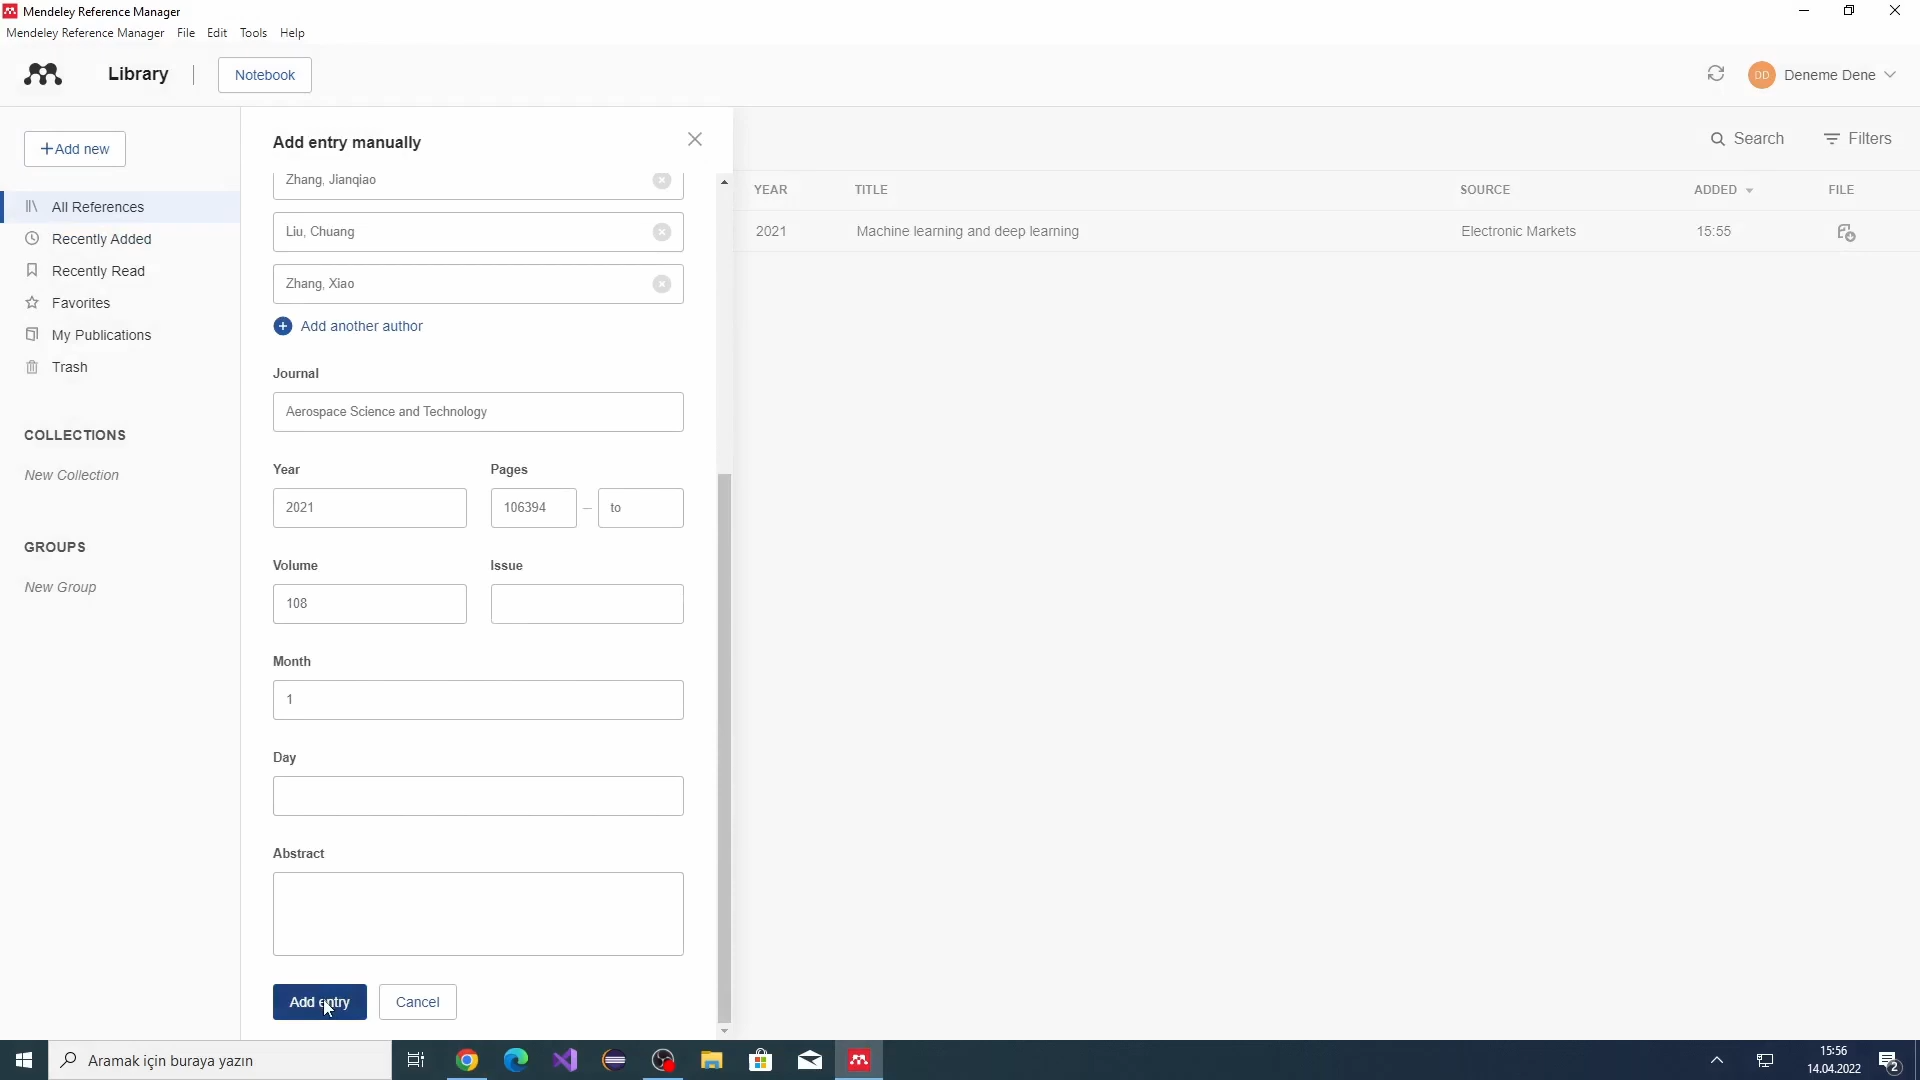 Mendeley Reference Manager
Mendeley Reference Manager File Edit Tools Help
Library Notebook DD Deneme Dene
+Add new
All References
Recently Added
Recently Read
Favorites
My Publications
Trash
COLLECTIONS
New Collection
GROUPS
New Group
Add entry manually
Zhang, Jianqiao
Liu, Chuang
Zhang, Xiao
Add another author
Journal
Aerospace Science and Technology
Year Pages
2021 106394 – to
Volume Issue
108
Month
1
Day
Abstract
Add entry Cancel
Search Filters
YEAR TITLE SOURCE ADDED FILE
2021 Machine learning and deep learning Electronic Markets 15:55
Aramak için buraya yazın
15:56
14.04.2022
2